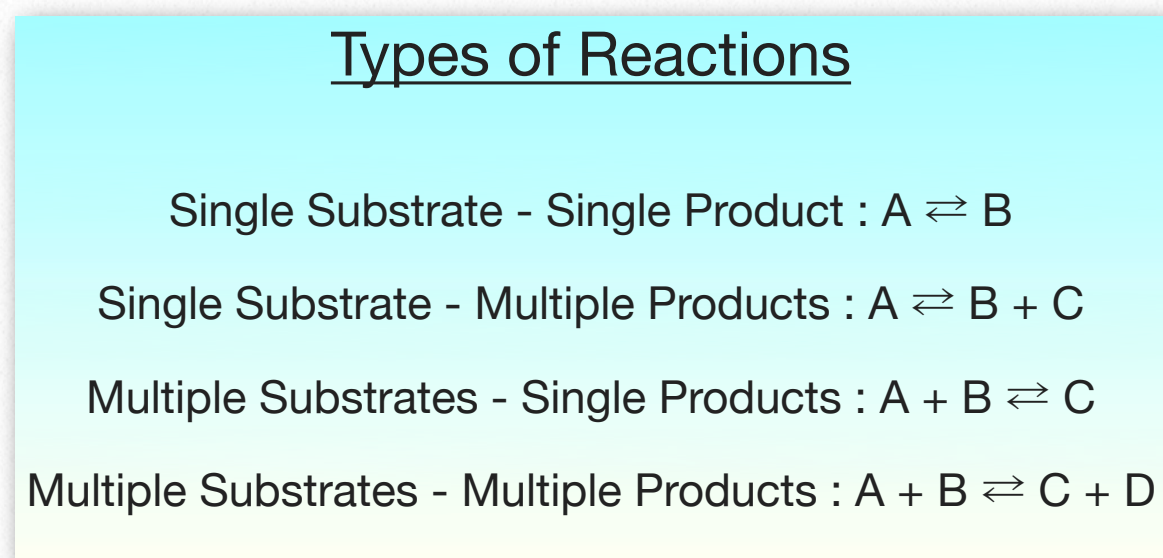 Types of Reactions
Single Substrate - Single Product : A ⇄ B
Single Substrate - Multiple Products : A ⇄ B + C
Multiple Substrates - Single Products : A + B ⇄ C
Multiple Substrates - Multiple Products : A + B ⇄ C + D